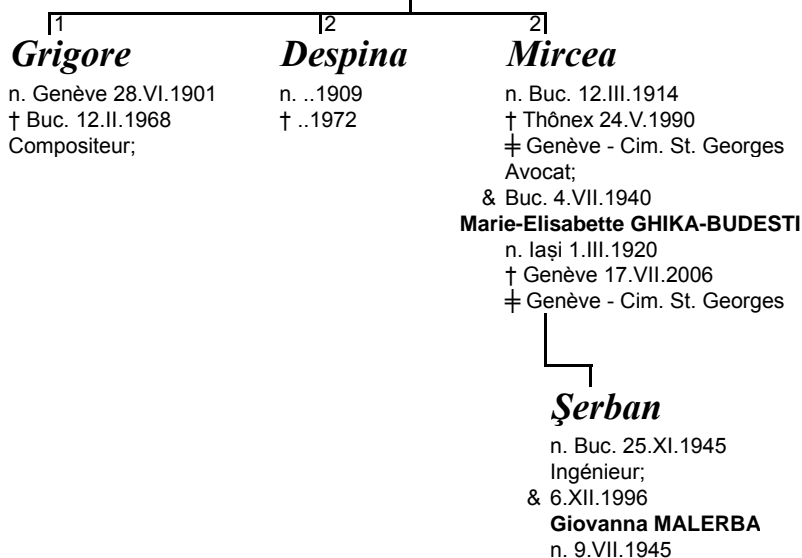 1
Grigore
n. Genève 28.VI.1901
† Buc. 12.II.1968
Compositeur;
2
Despina
n. ..1909
† ..1972
2
Mircea
n. Buc. 12.III.1914
† Thônex 24.V.1990
⋕ Genève - Cim. St. Georges
Avocat;
& Buc. 4.VII.1940
Marie-Elisabette GHIKA-BUDESTI
n. Iași 1.III.1920
† Genève 17.VII.2006
⋕ Genève - Cim. St. Georges
Şerban
n. Buc. 25.XI.1945
Ingénieur;
& 6.XII.1996
Giovanna MALERBA
n. 9.VII.1945